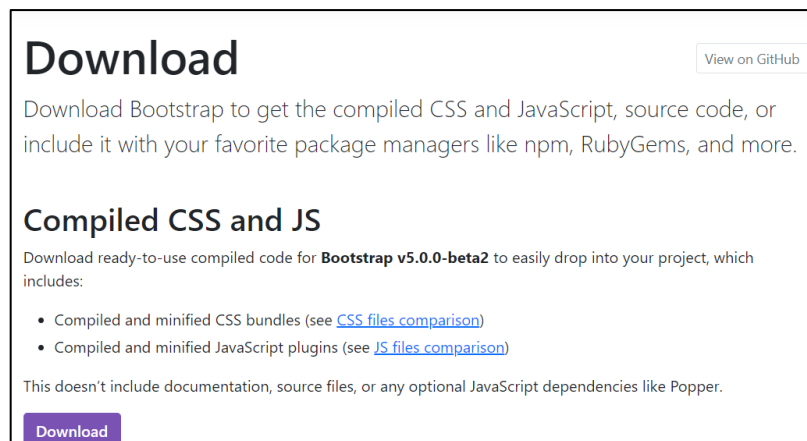 Download
View on GitHub
Download Bootstrap to get the compiled CSS and JavaScript, source code, or
include it with your favorite package managers like npm, RubyGems, and more.
Compiled CSS and JS
Download ready-to-use compiled code for Bootstrap v5.0.0-beta2 to easily drop into your project, which
includes:
• Compiled and minified CSS bundles (see CSS files comparison)
• Compiled and minified JavaScript plugins (see JS files comparison)
This doesn’t include documentation, source files, or any optional JavaScript dependencies like Popper.
Download